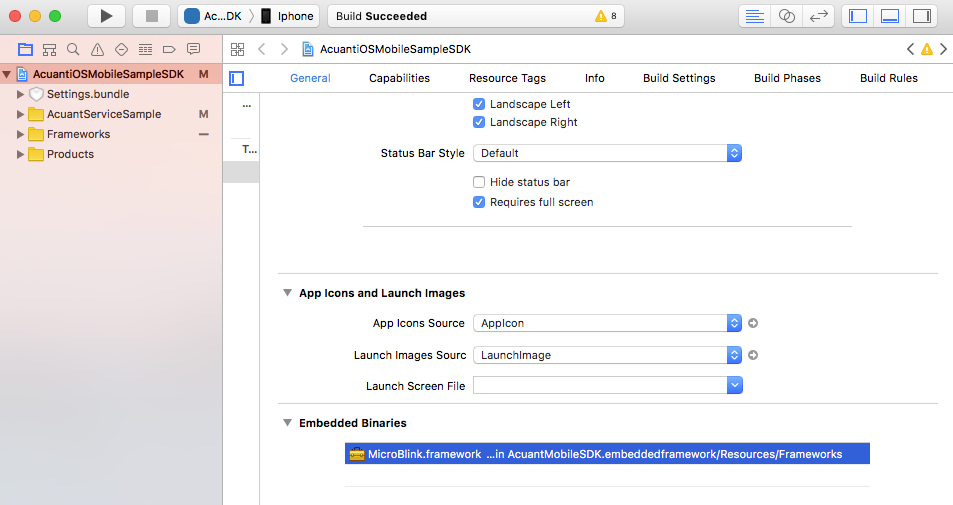 Ac...DK Iphone
Build Succeeded
8
AcuantiOSMobileSampleSDK M
Settings.bundle
AcuantServiceSample M
Frameworks
Products
AcuantiOSMobileSampleSDK
General Capabilities Resource Tags Info Build Settings Build Phases Build Rules
...
T...
Landscape Left
Landscape Right
Status Bar Style Default
Hide status bar
Requires full screen
App Icons and Launch Images
App Icons Source AppIcon
Launch Images Sourc LaunchImage
Launch Screen File
Embedded Binaries
MicroBlink.framework ...in AcuantMobileSDK.embeddedframework/Resources/Frameworks